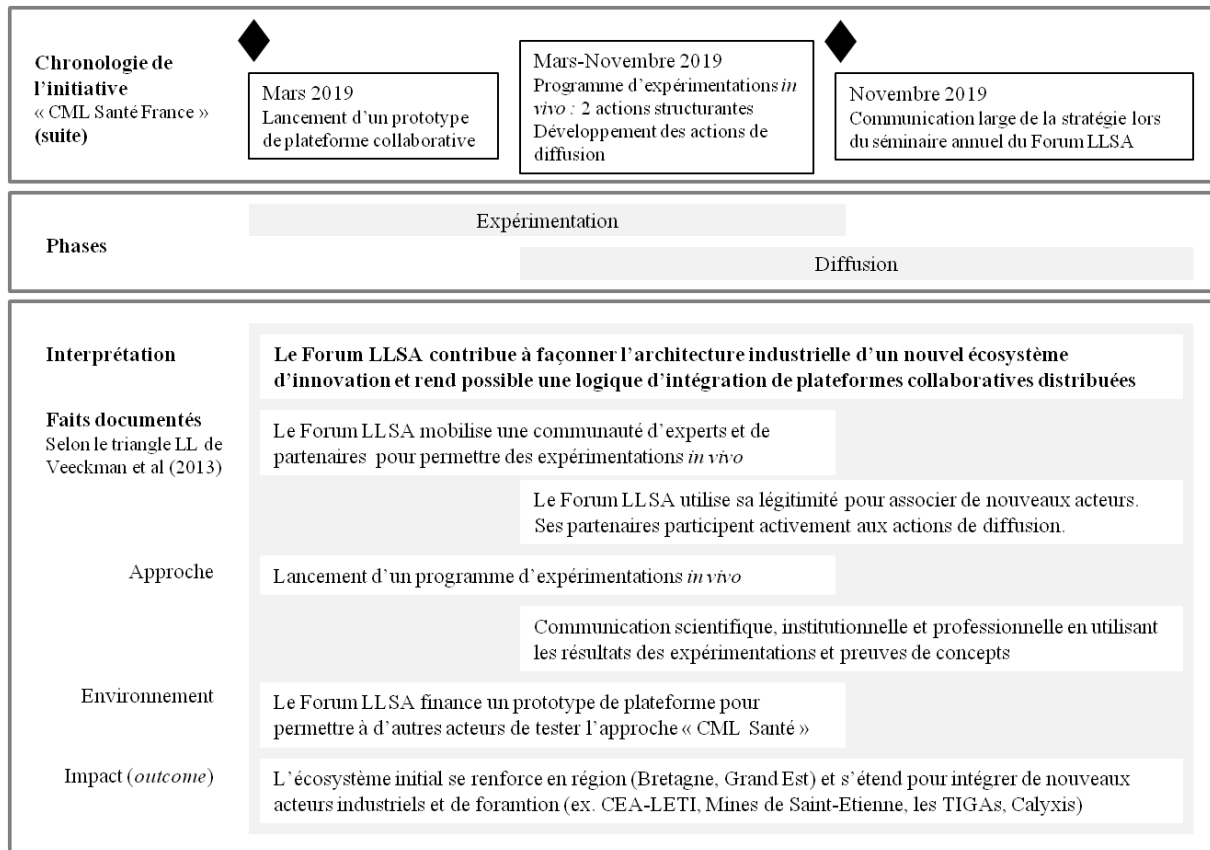 Chronologie de
l'initiative
« CML Santé France »
(suite)
Mars 2019
Lancement d'un prototype
de plateforme collaborative
Mars-Novembre 2019
Programme d'expérimentations in
vivo : 2 actions structurantes
Développement des actions de
diffusion
Novembre 2019
Communication large de la stratégie lors
du séminaire annuel du Forum LLSA
Phases
Expérimentation
Diffusion
Interprétation
Le Forum LLSA contribue à façonner l'architecture industrielle d'un nouvel écosystème
d'innovation et rend possible une logique d'intégration de plateformes collaboratives distribuées
Faits documentés
Selon le triangle LL de
Veeckman et al (2013)
Le Forum LLSA mobilise une communauté d'experts et de
partenaires pour permettre des expérimentations in vivo
Le Forum LLSA utilise sa légitimité pour associer de nouveaux acteurs.
Ses partenaires participent activement aux actions de diffusion.
Approche
Lancement d'un programme d'expérimentations in vivo
Communication scientifique, institutionnelle et professionnelle en utilisant
les résultats des expérimentations et preuves de concepts
Environnement
Le Forum LLSA finance un prototype de plateforme pour
permettre à d'autres acteurs de tester l'approche « CML Santé »
Impact (outcome)
L'écosystème initial se renforce en région (Bretagne, Grand Est) et s'étend pour intégrer de nouveaux
acteurs industriels et de foramtion (ex. CEA-LETI, Mines de Saint-Etienne, les TIGAs, Calyxis)